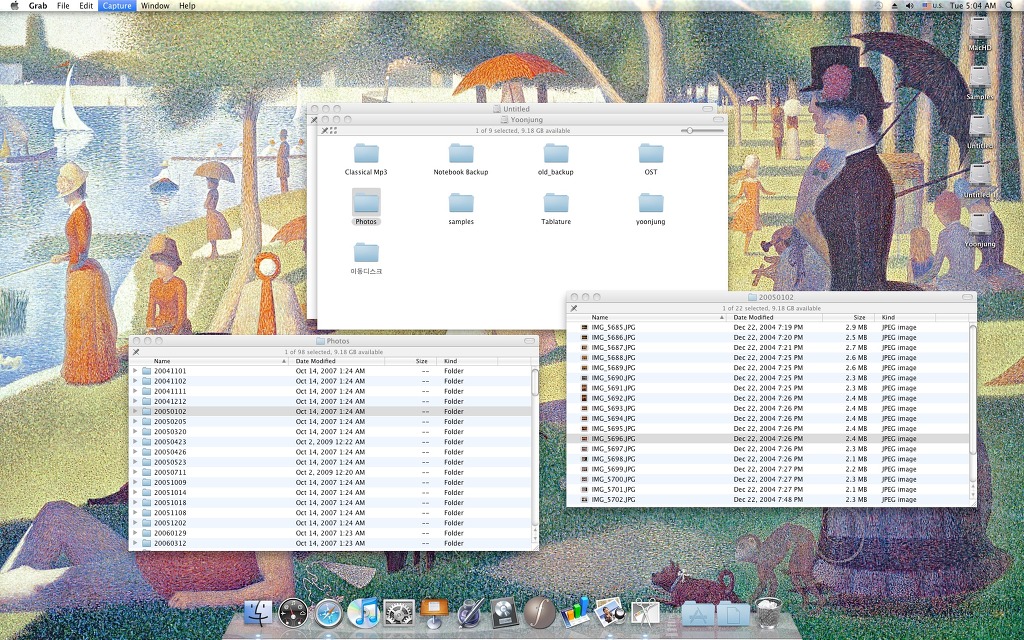 Grab File Edit Capture Window Help U.S. Tue 5:04 AM
MacHD
Samples
Untitled
Untitled 1
Yoonjung
Untitled
Yoonjung
1 of 9 selected, 9.18 GB available
Classical Mp3 Notebook Backup old_backup OST
Photos samples Tablature yoonjung
이동디스크
Photos
1 of 98 selected, 9.18 GB available
Name Date Modified Size Kind
20041101 Oct 14, 2007 1:24 AM -- Folder
20041102 Oct 14, 2007 1:24 AM -- Folder
20041111 Oct 14, 2007 1:24 AM -- Folder
20041212 Oct 14, 2007 1:24 AM -- Folder
20050102 Oct 14, 2007 1:24 AM -- Folder
20050205 Oct 14, 2007 1:24 AM -- Folder
20050320 Oct 14, 2007 1:24 AM -- Folder
20050423 Oct 2, 2009 12:22 AM -- Folder
20050426 Oct 14, 2007 1:24 AM -- Folder
20050523 Oct 14, 2007 1:24 AM -- Folder
20050711 Oct 2, 2009 12:20 AM -- Folder
20051009 Oct 14, 2007 1:24 AM -- Folder
20051014 Oct 14, 2007 1:24 AM -- Folder
20051018 Oct 14, 2007 1:24 AM -- Folder
20051108 Oct 14, 2007 1:24 AM -- Folder
20051202 Oct 14, 2007 1:24 AM -- Folder
20060129 Oct 14, 2007 1:23 AM -- Folder
20060312 Oct 14, 2007 1:23 AM -- Folder
20050102
1 of 22 selected, 9.18 GB available
Name Date Modified Size Kind
IMG_5685.JPG Dec 22, 2004 7:19 PM 2.9 MB JPEG image
IMG_5686.JPG Dec 22, 2004 7:20 PM 2.5 MB JPEG image
IMG_5687.JPG Dec 22, 2004 7:21 PM 2.7 MB JPEG image
IMG_5688.JPG Dec 22, 2004 7:25 PM 2.6 MB JPEG image
IMG_5689.JPG Dec 22, 2004 7:25 PM 2.6 MB JPEG image
IMG_5690.JPG Dec 22, 2004 7:25 PM 2.3 MB JPEG image
IMG_5691.JPG Dec 22, 2004 7:25 PM 2.3 MB JPEG image
IMG_5692.JPG Dec 22, 2004 7:26 PM 2.4 MB JPEG image
IMG_5693.JPG Dec 22, 2004 7:26 PM 2.4 MB JPEG image
IMG_5694.JPG Dec 22, 2004 7:26 PM 2.4 MB JPEG image
IMG_5695.JPG Dec 22, 2004 7:26 PM 2.4 MB JPEG image
IMG_5696.JPG Dec 22, 2004 7:26 PM 2.4 MB JPEG image
IMG_5697.JPG Dec 22, 2004 7:26 PM 2.3 MB JPEG image
IMG_5698.JPG Dec 22, 2004 7:26 PM 2.1 MB JPEG image
IMG_5699.JPG Dec 22, 2004 7:27 PM 2.2 MB JPEG image
IMG_5700.JPG Dec 22, 2004 7:27 PM 2.3 MB JPEG image
IMG_5701.JPG Dec 22, 2004 7:27 PM 2.1 MB JPEG image
IMG_5702.JPG Dec 22, 2004 7:48 PM 2.3 MB JPEG image